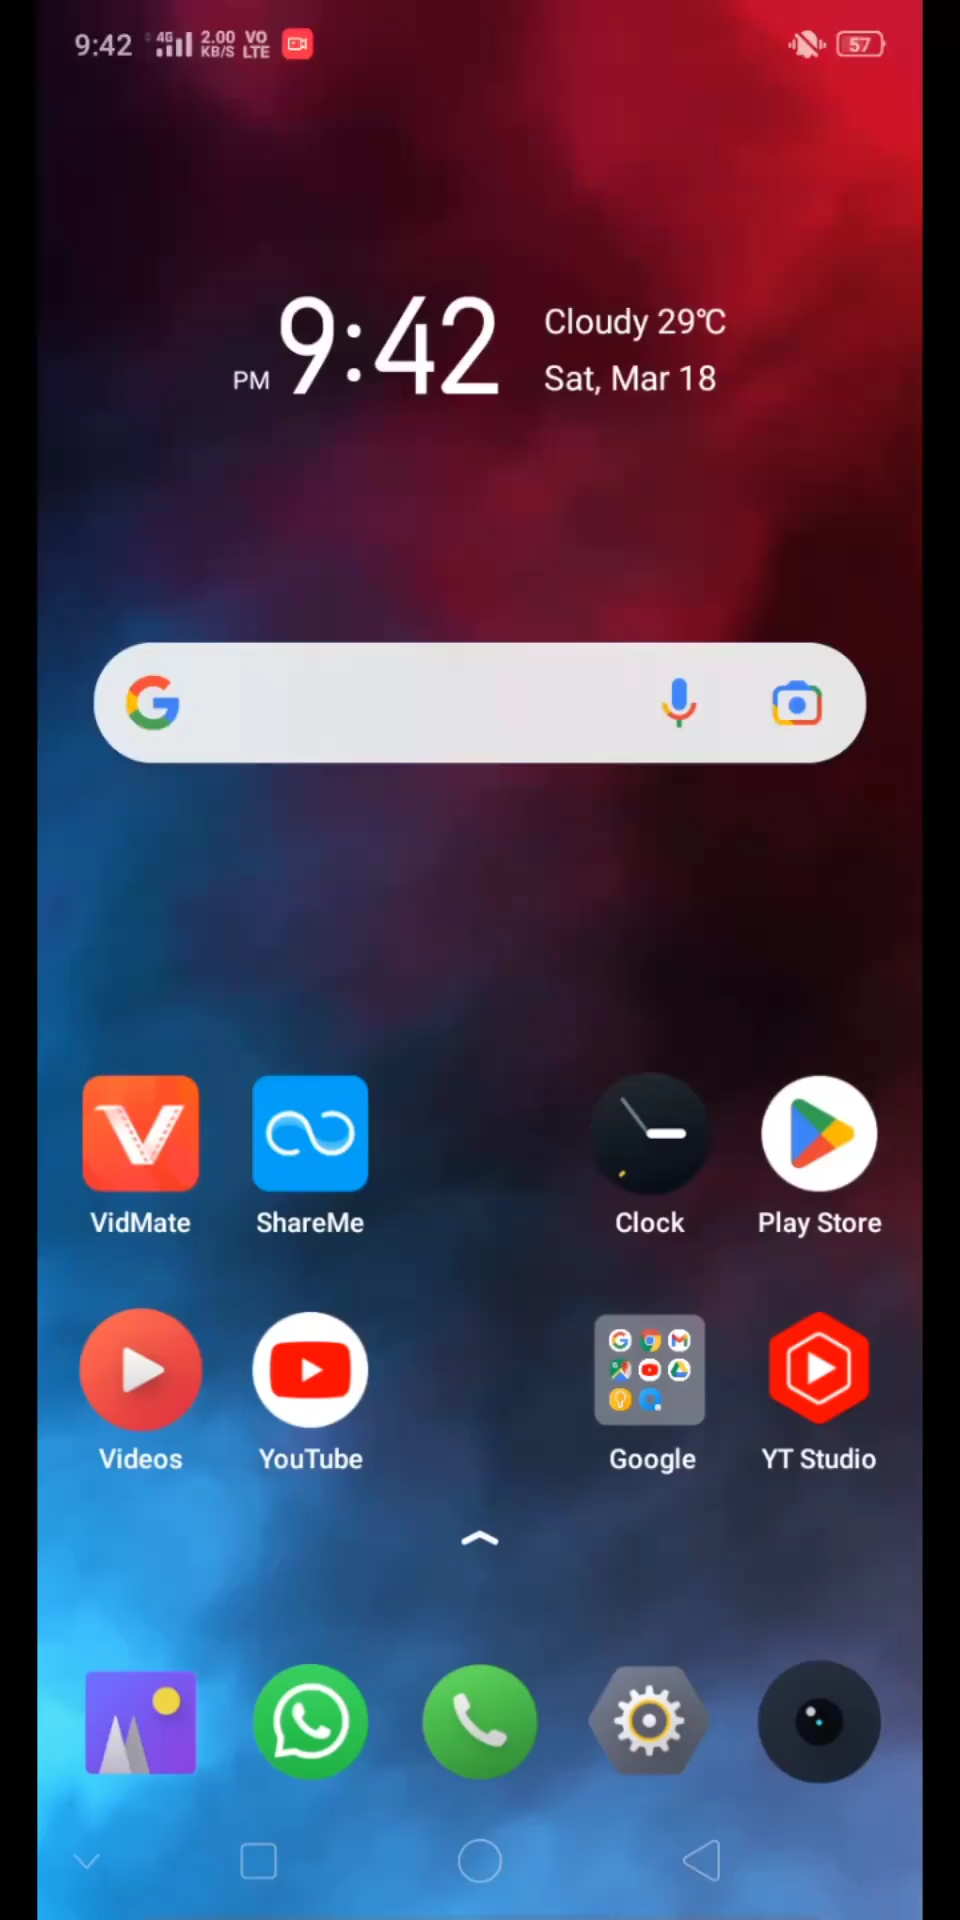 9:42 4G 2.00 KB/S VO LTE 57
PM 9:42
Cloudy 29℃
Sat, Mar 18
VidMate ShareMe Clock Play Store
Videos YouTube Google YT Studio